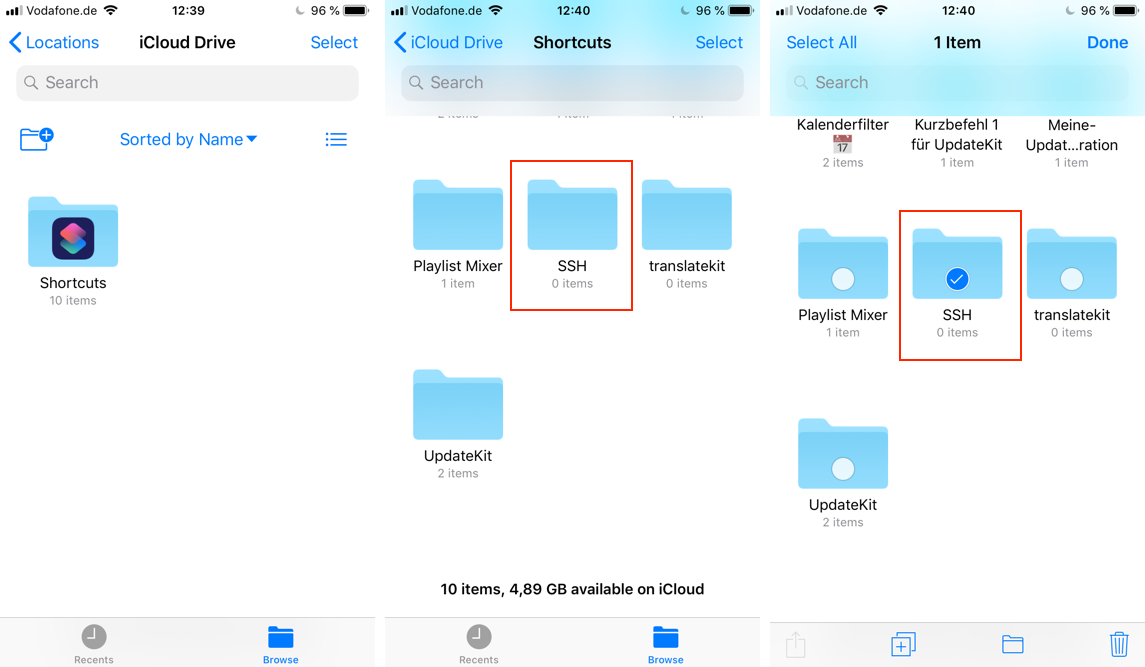 Vodafone.de 12:39 96 %
Locations iCloud Drive Select
Search
Sorted by Name
Shortcuts
10 items
Recents Browse
Vodafone.de 12:40 96 %
iCloud Drive Shortcuts Select
Search
Playlist Mixer SSH translatekit
1 item 0 items 0 items
UpdateKit
2 items
10 items, 4,89 GB available on iCloud
Recents Browse
Vodafone.de 12:40 96 %
Select All 1 Item Done
Search
Kalenderfilter Kurzbefehl 1 Meine-
17 für UpdateKit Updat...ration
2 items 1 item 1 item
Playlist Mixer SSH translatekit
1 item 0 items 0 items
UpdateKit
2 items